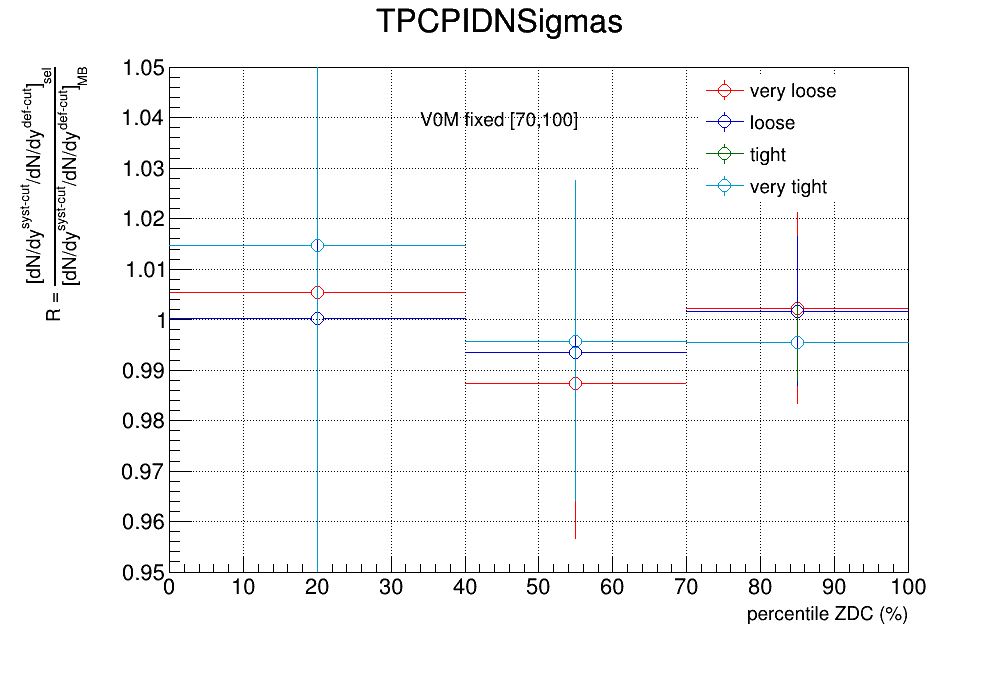 TPCPIDNSigmas
R = [dN/dy^syst-cut/dN/dy^def-cut]_sel
[dN/dy^syst-cut/dN/dy^def-cut]_MB
1.05
1.04
1.03
1.02
1.01
1
0.99
0.98
0.97
0.96
0.95
V0M fixed [70,100]
very loose
loose
tight
very tight
0 10 20 30 40 50 60 70 80 90 100
percentile ZDC (%)